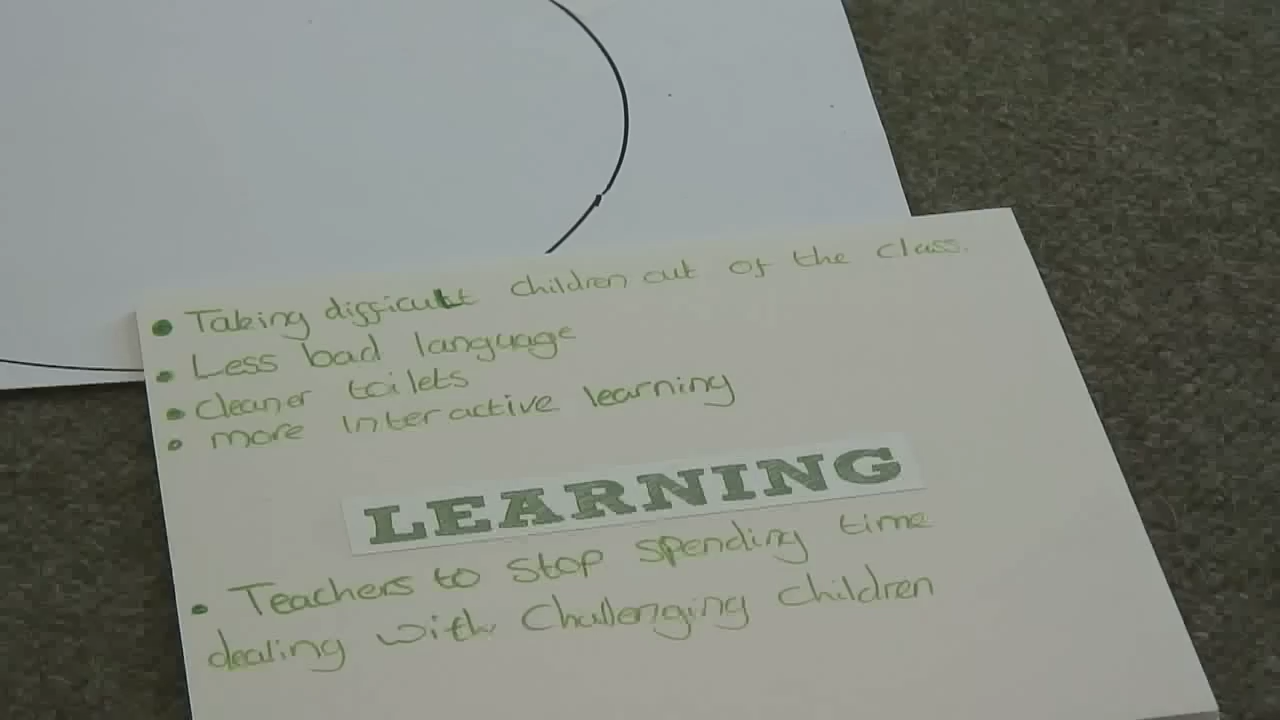 • Taking difficult children out of the class.
• Less bad language
• cleaner toilets
• more interactive learning
LEARNING
• Teachers to stop spending time
dealing with challenging children